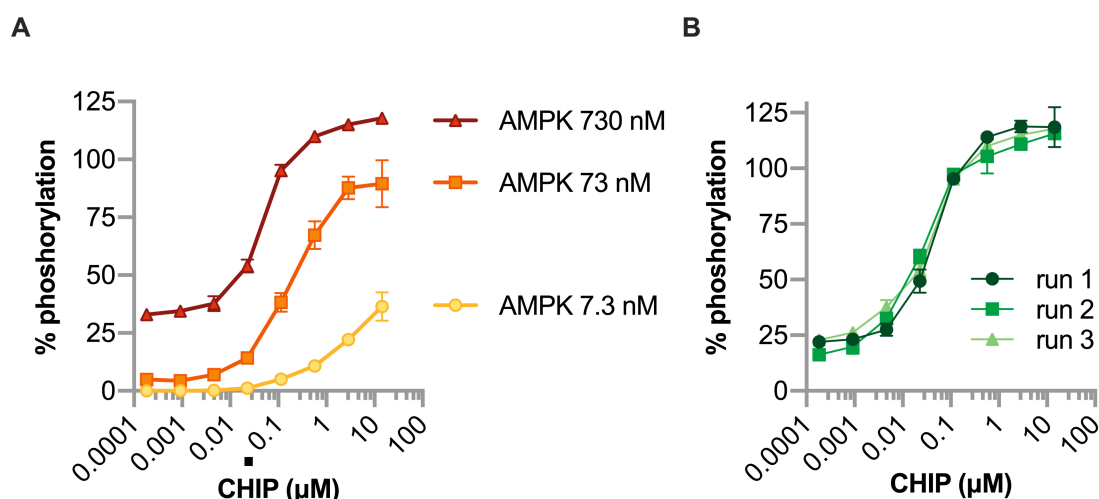 A
125
100
75
50
25
0
% phoshorylation
0.0001
0.001
0.01
0.1
1
10
100
CHIP (µM)
AMPK 730 nM
AMPK 73 nM
AMPK 7.3 nM
B
125
100
75
50
25
0
% phoshorylation
0.0001
0.001
0.01
0.1
1
10
100
CHIP (µM)
run 1
run 2
run 3